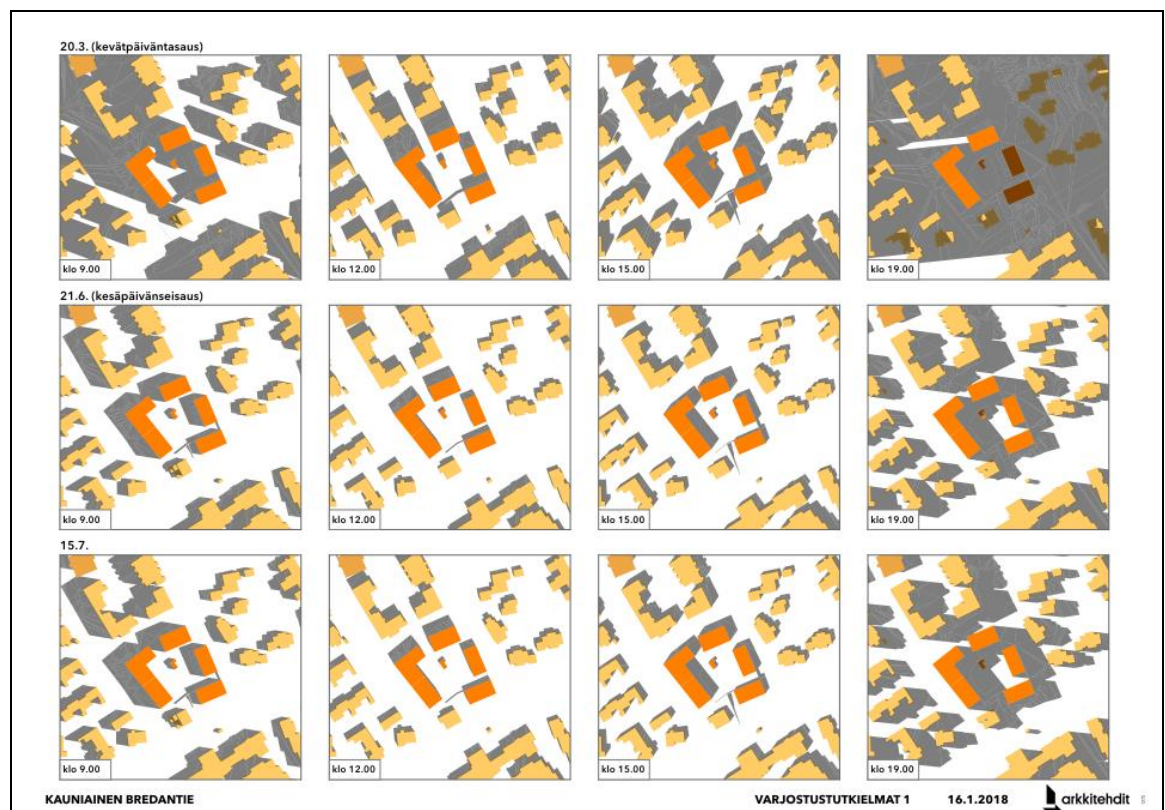 20.3. (kevätpäiväntasaus)
klo 9.00
klo 12.00
klo 15.00
klo 19.00
21.6. (kesäpäivänseisaus)
klo 9.00
klo 12.00
klo 15.00
klo 19.00
15.7.
klo 9.00
klo 12.00
klo 15.00
klo 19.00
KAUNIAINEN BREDANTIE
VARJOSTUSTUTKIELMAT 1
16.1.2018
arkkitehdit